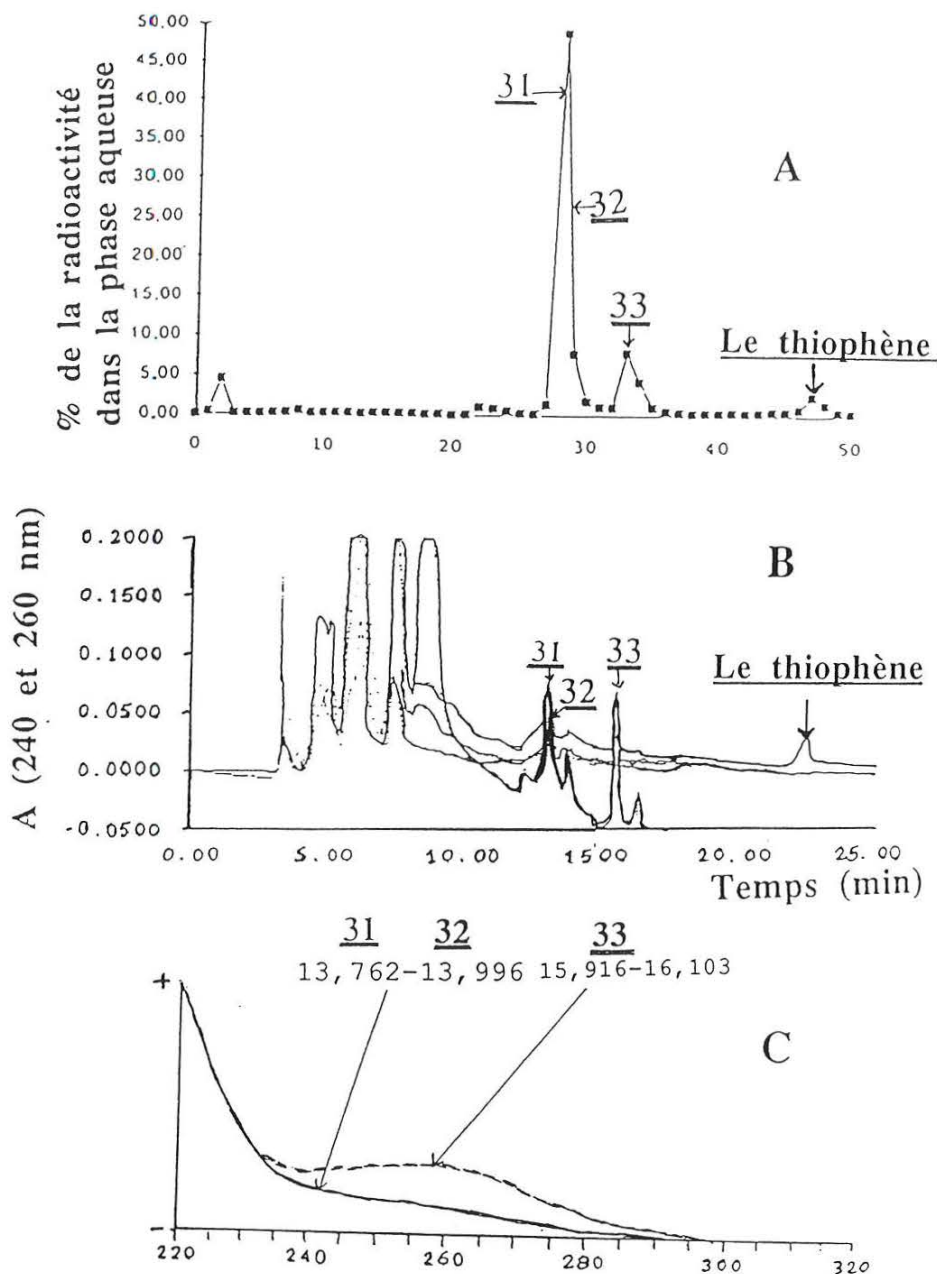 50.00
45.00
40.00
35.00
30.00
25.00
20.00
15.00
10.00
5.00
0.00
% de la radioactivité
dans la phase aqueuse
31
32
33
A
Le thiophène
0 10 20 30 40 50
A (240 et 260 nm)
0.2000
0.1500
0.1000
0.0500
0.0000
-0.0500
B
31
32
33
Le thiophène
0.00 5.00 10.00 1500 20.00 25.00
Temps (min)
31 32 33
13,762-13,996 15,916-16,103
+
-
C
220 240 260 280 300 320